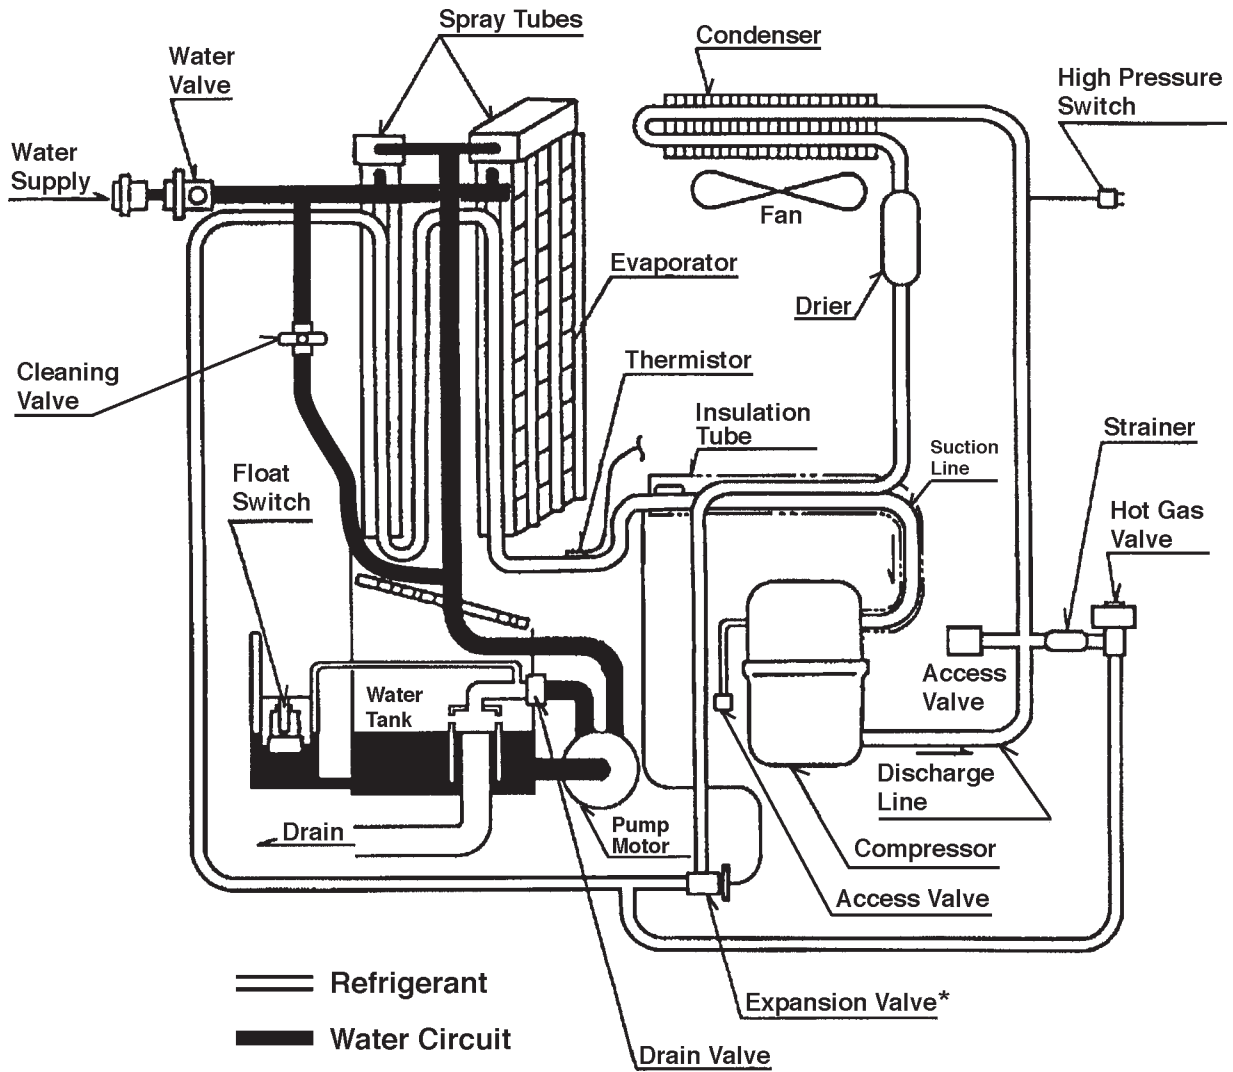 Spray Tubes
Water
Valve
Condenser
High Pressure
Switch
Water
Supply
Fan
Evaporator
Drier
Thermistor
Cleaning
Valve
Insulation
Tube
Strainer
Suction
Line
Float
Switch
Hot Gas
Valve
Access
Valve
Water
Tank
Discharge
Line
Drain
Pump
Motor
Compressor
Access Valve
Refrigerant
Expansion Valve*
Water Circuit
Drain Valve